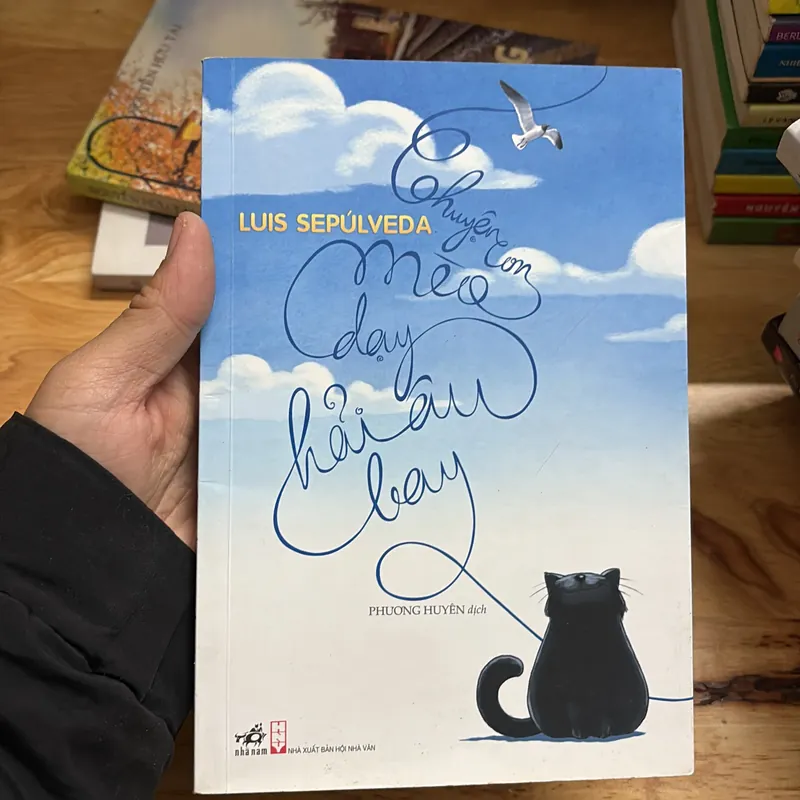 LUIS SEPÚLVEDA
Chuyện con
mèo
dạy
hải âu
bay
PHƯƠNG HUYÊN dịch
nhã nam
NHÀ XUẤT BẢN HỘI NHÀ VĂN